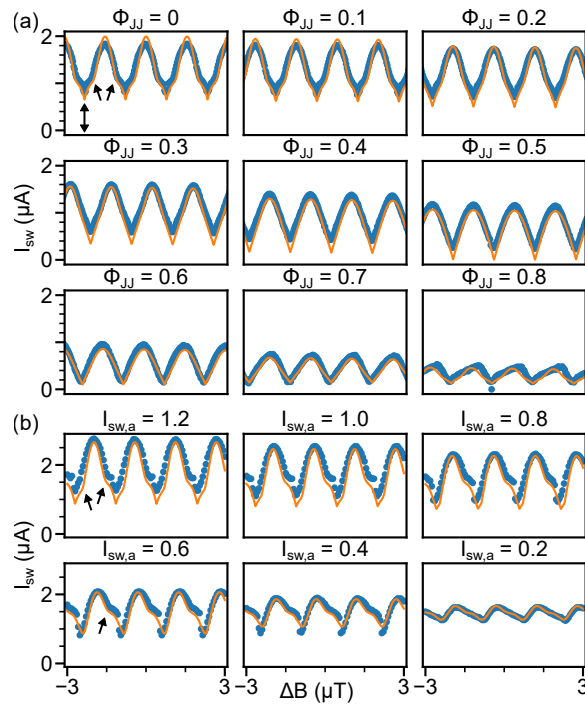 (a)
Φ_JJ = 0
Φ_JJ = 0.1
Φ_JJ = 0.2
2
1
0
Φ_JJ = 0.3
Φ_JJ = 0.4
Φ_JJ = 0.5
I_sw (μA)
2
0
Φ_JJ = 0.6
Φ_JJ = 0.7
Φ_JJ = 0.8
2
0
(b)
I_sw,a = 1.2
I_sw,a = 1.0
I_sw,a = 0.8
2
0
I_sw,a = 0.6
I_sw,a = 0.4
I_sw,a = 0.2
I_sw (μA)
2
0
−3
3
−3
3
−3
3
ΔB (μT)